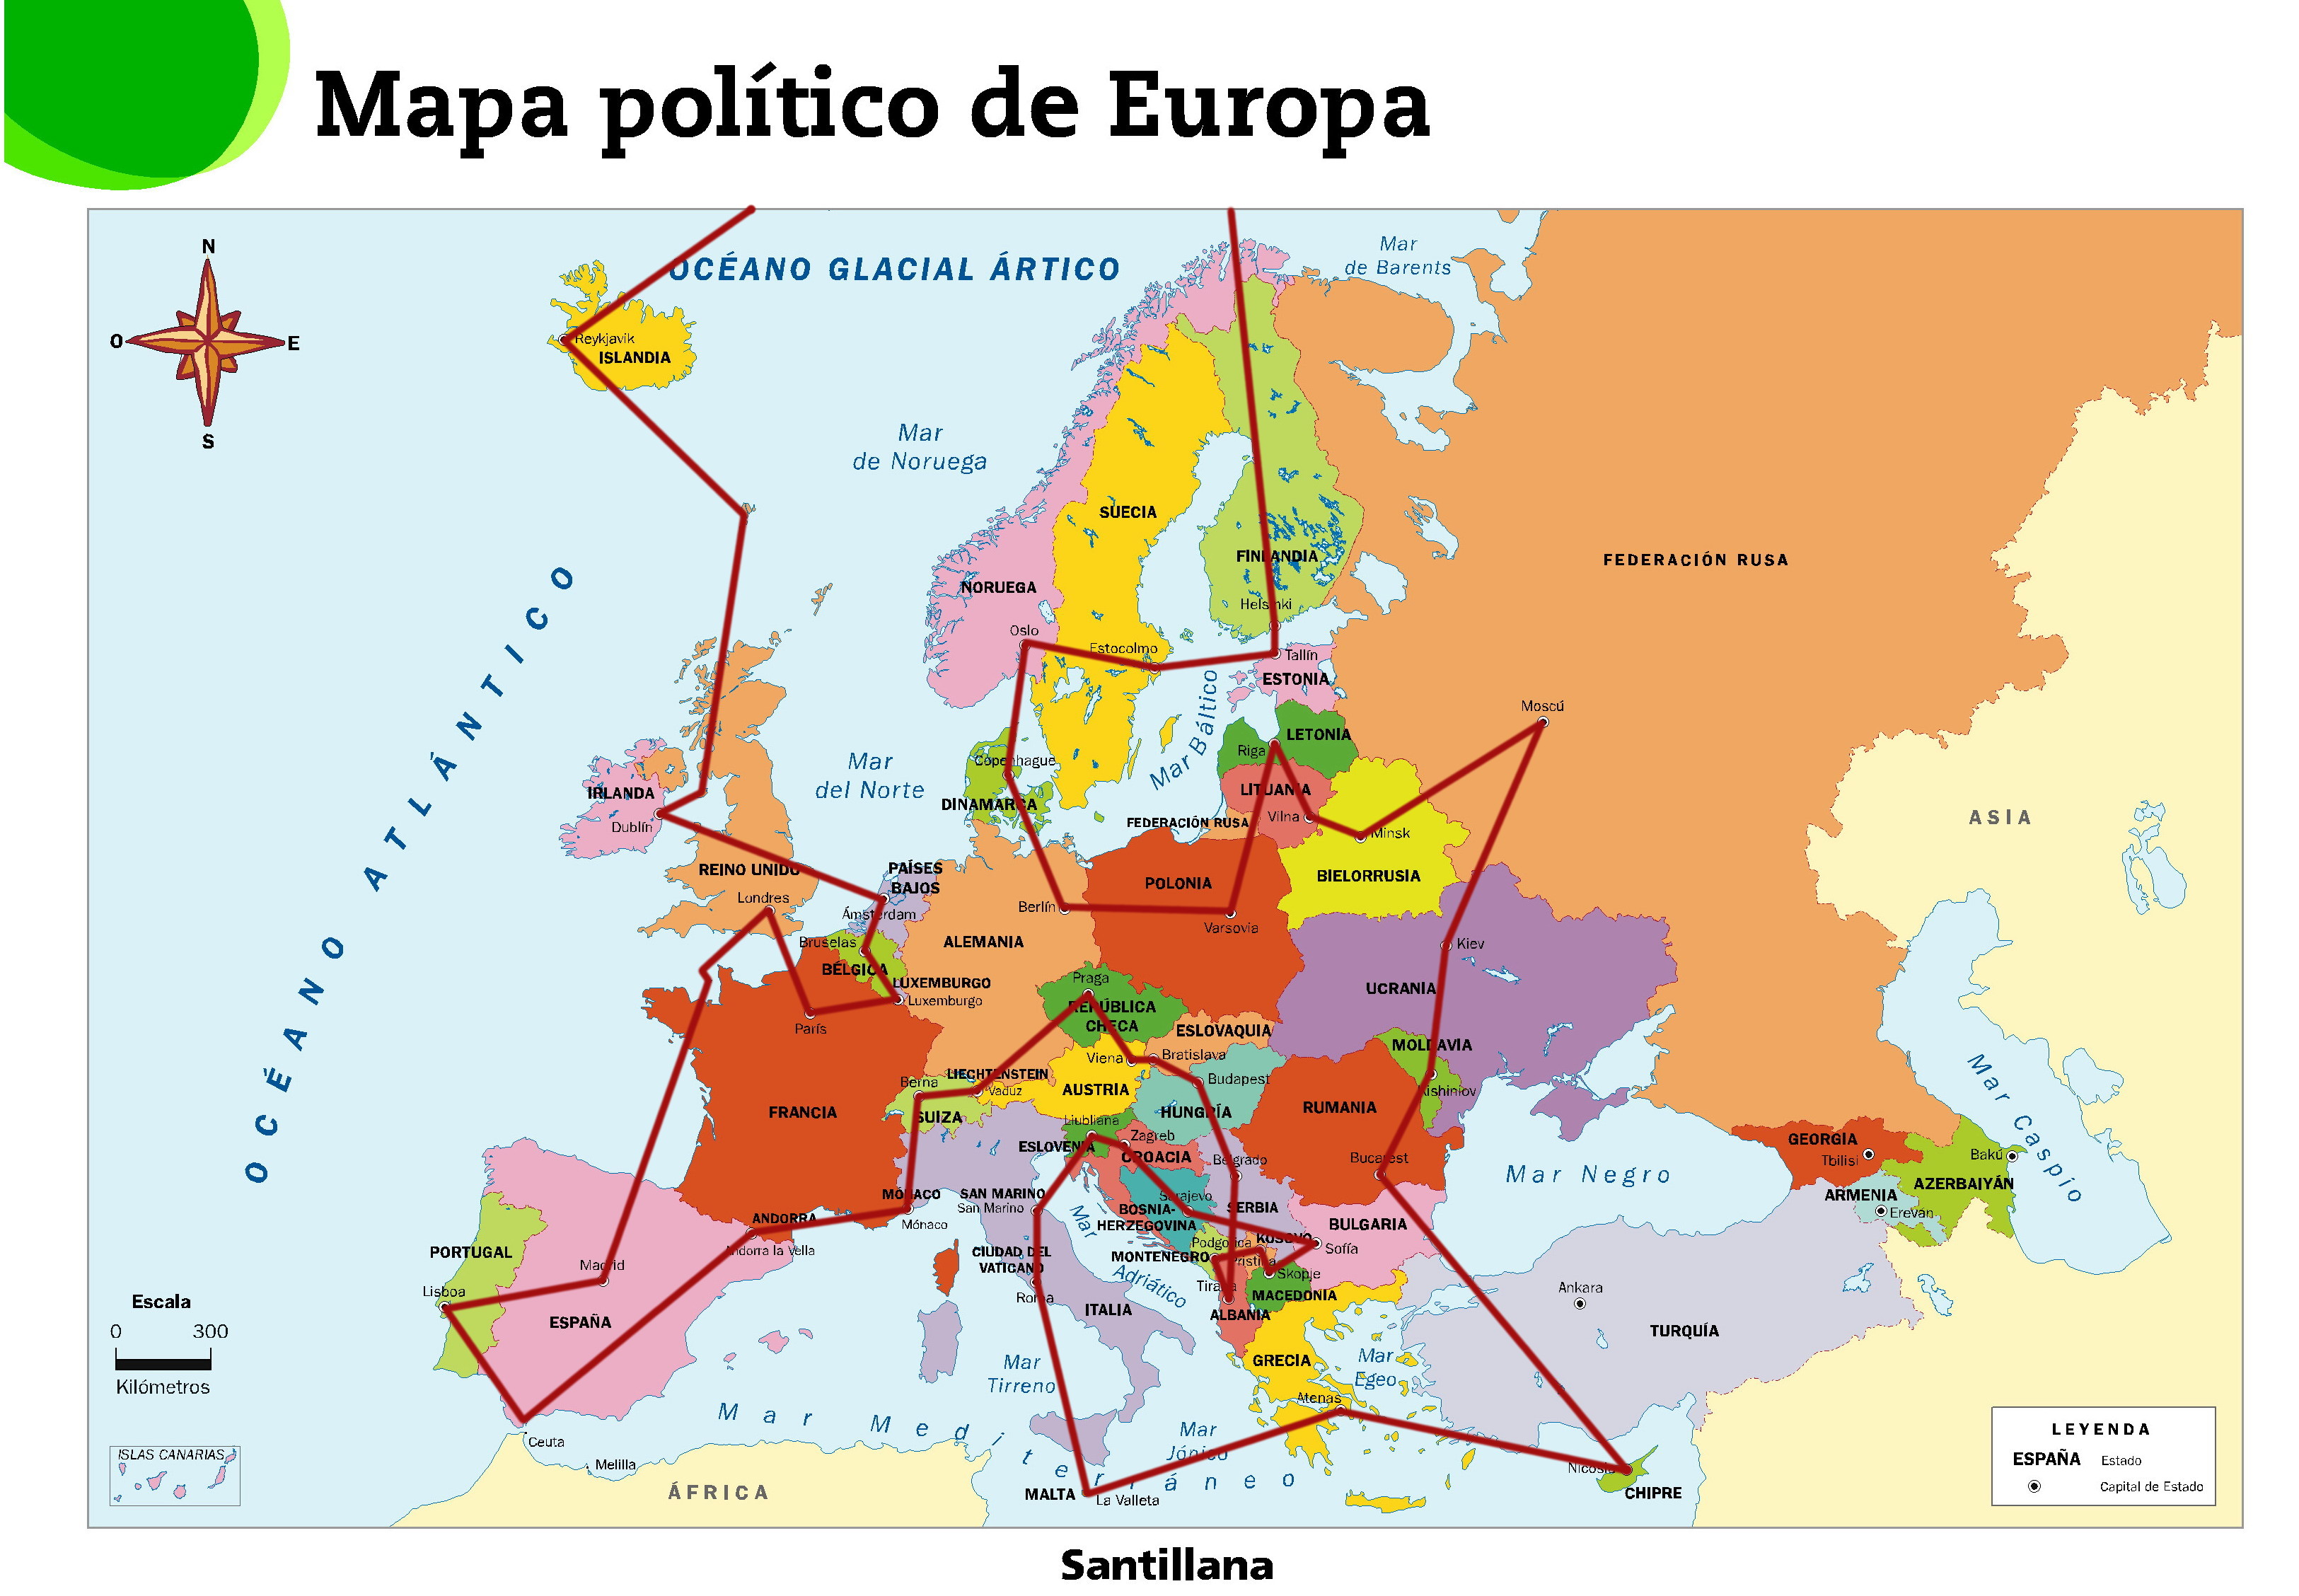 Mapa político de Europa
N
O
E
S
OCÉANO GLACIAL ÁRTICO
Mar
de Barents
Reykjavik
ISLANDIA
Mar
de Noruega
SUECIA
FINLANDIA
FEDERACIÓN RUSA
NORUEGA
Helsinki
Oslo
Estocolmo
Tallín
ESTONIA
OCÉANO ATLÁNTICO
Mar Báltico
Moscú
LETONIA
Riga
Mar
del Norte
Copenhague
DINAMARCA
LITUANIA
Vilna
FEDERACIÓN RUSA
Minsk
IRLANDA
Dublín
ASIA
REINO UNIDO
PAÍSES
BAJOS
POLONIA
BIELORRUSIA
Londres
Ámsterdam
Berlín
Varsovia
Bruselas
BÉLGICA
ALEMANIA
Kiev
LUXEMBURGO
Luxemburgo
Praga
REPÚBLICA
CHECA
UCRANIA
París
ESLOVAQUIA
MOLDAVIA
Viena
Bratislava
LIECHTENSTEIN
Berna
Vaduz
AUSTRIA
Budapest
Kishiniov
FRANCIA
SUIZA
HUNGRÍA
RUMANIA
Liubliana
ESLOVENIA
Zagreb
CROACIA
Belgrado
Bucarest
Mar Negro
GEORGIA
Tbilisi
Bakú
AZERBAIYÁN
Mar Caspio
ARMENIA
Ereván
MÓNACO
Mónaco
SAN MARINO
San Marino
Sarajevo
BOSNIA-
HERZEGOVINA
SERBIA
BULGARIA
ANDORRA
Andorra la Vella
PORTUGAL
Madrid
Lisboa
ESPAÑA
CIUDAD DEL
VATICANO
Roma
ITALIA
Mar
Adriático
Podgorica
MONTENEGRO
KOSOVO
Pristina
Sofía
Skopje
Tirana
MACEDONIA
ALBANIA
Ankara
TURQUÍA
Escala
0 300
Kilómetros
GRECIA
Mar
Egeo
Mar
Tirreno
Atenas
Mar
Jónico
Mar Mediterráneo
Ceuta
Melilla
ISLAS CANARIAS
ÁFRICA
MALTA
La Valleta
Nicosia
CHIPRE
LEYENDA
ESPAÑA Estado
Capital de Estado
Santillana